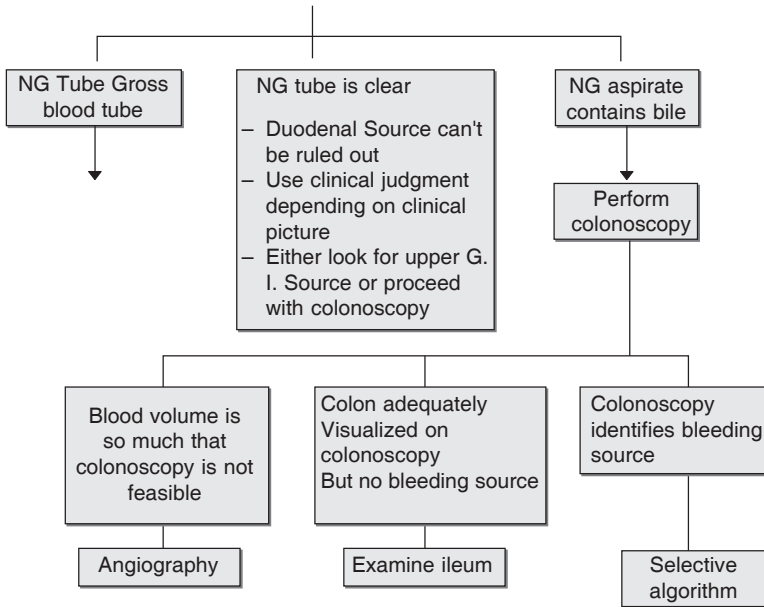 NG Tube Gross
blood tube
NG tube is clear
– Duodenal Source can't
be ruled out
– Use clinical judgment
depending on clinical
picture
– Either look for upper G.
I. Source or proceed
with colonoscopy
NG aspirate
contains bile
Perform
colonoscopy
Blood volume is
so much that
colonoscopy is not
feasible
Colon adequately
Visualized on
colonoscopy
But no bleeding source
Colonoscopy
identifies bleeding
source
Angiography
Examine ileum
Selective
algorithm